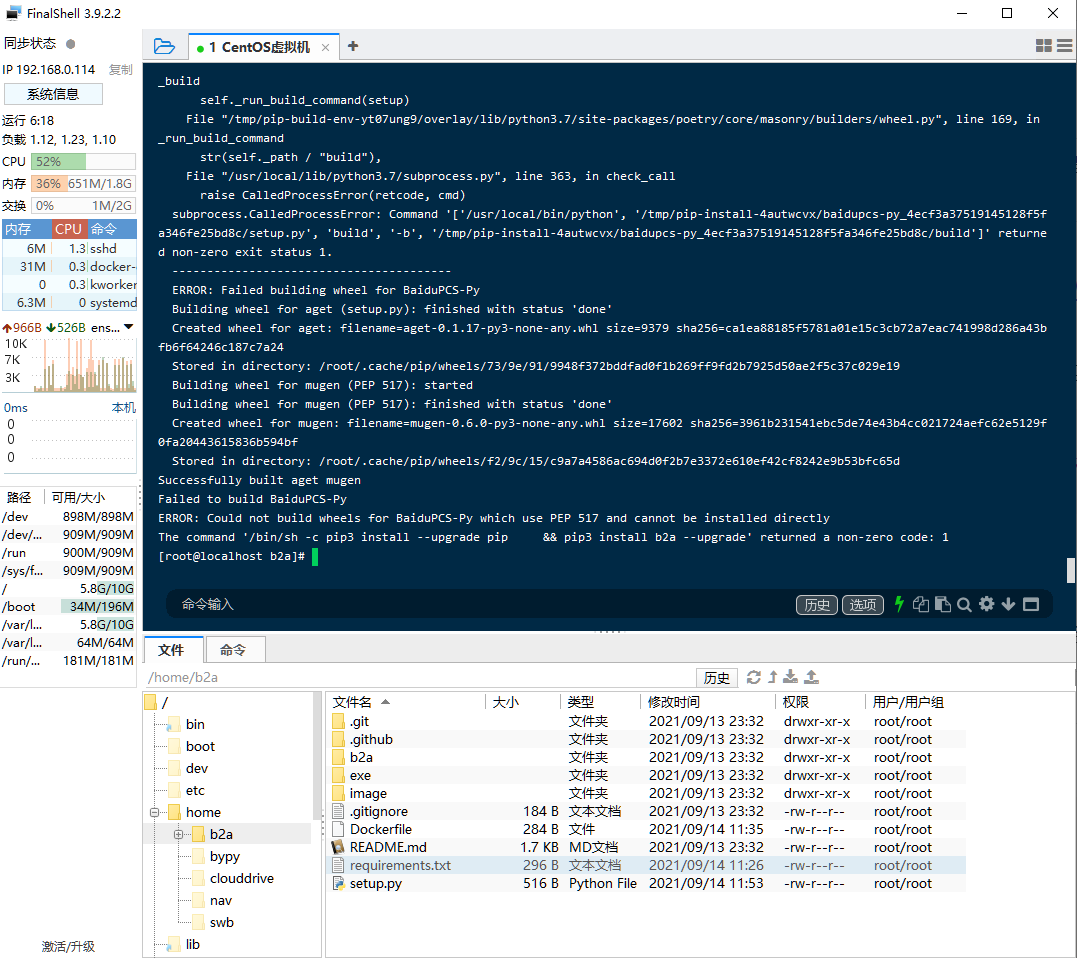 FinalShell 3.9.2.2
同步状态
IP 192.168.0.114 复制
系统信息
运行 6:18
负载 1.12, 1.23, 1.10
CPU 52%
内存 36% 651M/1.8G
交换 0% 1M/2G
内存 CPU 命令
6M 1.3 sshd
31M 0.3 docker-
0 0.3 kworker
6.3M 0 systemd
966B 526B ens...
10K
7K
3K
0ms 本机
0
0
0
路径 可用/大小
/dev 898M/898M
/dev/... 909M/909M
/run 900M/909M
/sys/f... 909M/909M
/ 5.8G/10G
/boot 34M/196M
/var/l... 5.8G/10G
/var/l... 64M/64M
/run/... 181M/181M
激活/升级
1 CentOS虚拟机
_build
self._run_build_command(setup)
File "/tmp/pip-build-env-yt07ung9/overlay/lib/python3.7/site-packages/poetry/core/masonry/builders/wheel.py", line 169, in
_run_build_command
str(self._path / "build"),
File "/usr/local/lib/python3.7/subprocess.py", line 363, in check_call
raise CalledProcessError(retcode, cmd)
subprocess.CalledProcessError: Command '['/usr/local/bin/python', '/tmp/pip-install-4autwcvx/baidupcs-py_4ecf3a37519145128f5f
a346fe25bd8c/setup.py', 'build', '-b', '/tmp/pip-install-4autwcvx/baidupcs-py_4ecf3a37519145128f5fa346fe25bd8c/build']' returne
d non-zero exit status 1.
----------------------------------------
ERROR: Failed building wheel for BaiduPCS-Py
Building wheel for aget (setup.py): finished with status 'done'
Created wheel for aget: filename=aget-0.1.17-py3-none-any.whl size=9379 sha256=ca1ea88185f5781a01e15c3cb72a7eac741998d286a43b
fb6f64246c187c7a24
Stored in directory: /root/.cache/pip/wheels/73/9e/91/9948f372bddfad0f1b269ff9fd2b7925d50ae2f5c37c029e19
Building wheel for mugen (PEP 517): started
Building wheel for mugen (PEP 517): finished with status 'done'
Created wheel for mugen: filename=mugen-0.6.0-py3-none-any.whl size=17602 sha256=3961b231541ebc5de74e43b4cc021724aefc62e5129f
0fa20443615836b594bf
Stored in directory: /root/.cache/pip/wheels/f2/9c/15/c9a7a4586ac694d0f2b7e3372e610ef42cf8242e9b53bfc65d
Successfully built aget mugen
Failed to build BaiduPCS-Py
ERROR: Could not build wheels for BaiduPCS-Py which use PEP 517 and cannot be installed directly
The command '/bin/sh -c pip3 install --upgrade pip     && pip3 install b2a --upgrade' returned a non-zero code: 1
[root@localhost b2a]#
命令输入 历史 选项
文件 命令
/home/b2a 历史
/
bin
boot
dev
etc
home
b2a
bypy
clouddrive
nav
swb
lib
文件名 大小 类型 修改时间 权限 用户/用户组
.git 文件夹 2021/09/13 23:32 drwxr-xr-x root/root
.github 文件夹 2021/09/13 23:32 drwxr-xr-x root/root
b2a 文件夹 2021/09/13 23:32 drwxr-xr-x root/root
exe 文件夹 2021/09/13 23:32 drwxr-xr-x root/root
image 文件夹 2021/09/13 23:32 drwxr-xr-x root/root
.gitignore 184 B 文本文档 2021/09/13 23:32 -rw-r--r-- root/root
Dockerfile 284 B 文件 2021/09/14 11:35 -rw-r--r-- root/root
README.md 1.7 KB MD文档 2021/09/13 23:32 -rw-r--r-- root/root
requirements.txt 296 B 文本文档 2021/09/14 11:26 -rw-r--r-- root/root
setup.py 516 B Python File 2021/09/14 11:53 -rw-r--r-- root/root